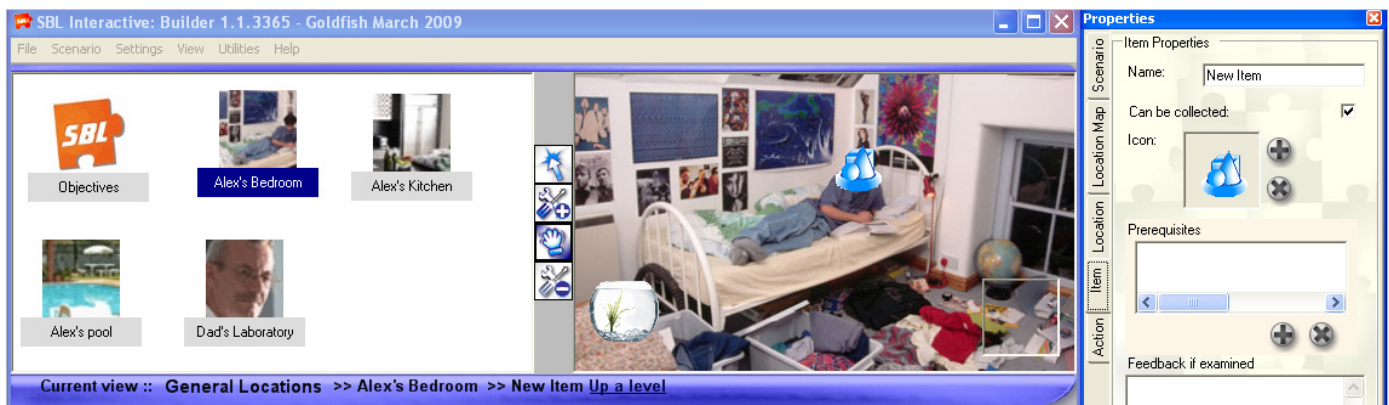 SBL Interactive: Builder 1.1.3365 - Goldfish March 2009
File Scenario Settings View Utilities Help
SBL
Objectives
Alex's Bedroom
Alex's Kitchen
Alex's pool
Dad's Laboratory
Current view :: General Locations >> Alex's Bedroom >> New Item Up a level
Properties
Scenario
Location Map
Location
Item
Action
Item Properties
Name: New Item
Can be collected:
Icon:
Prerequisites
Feedback if examined